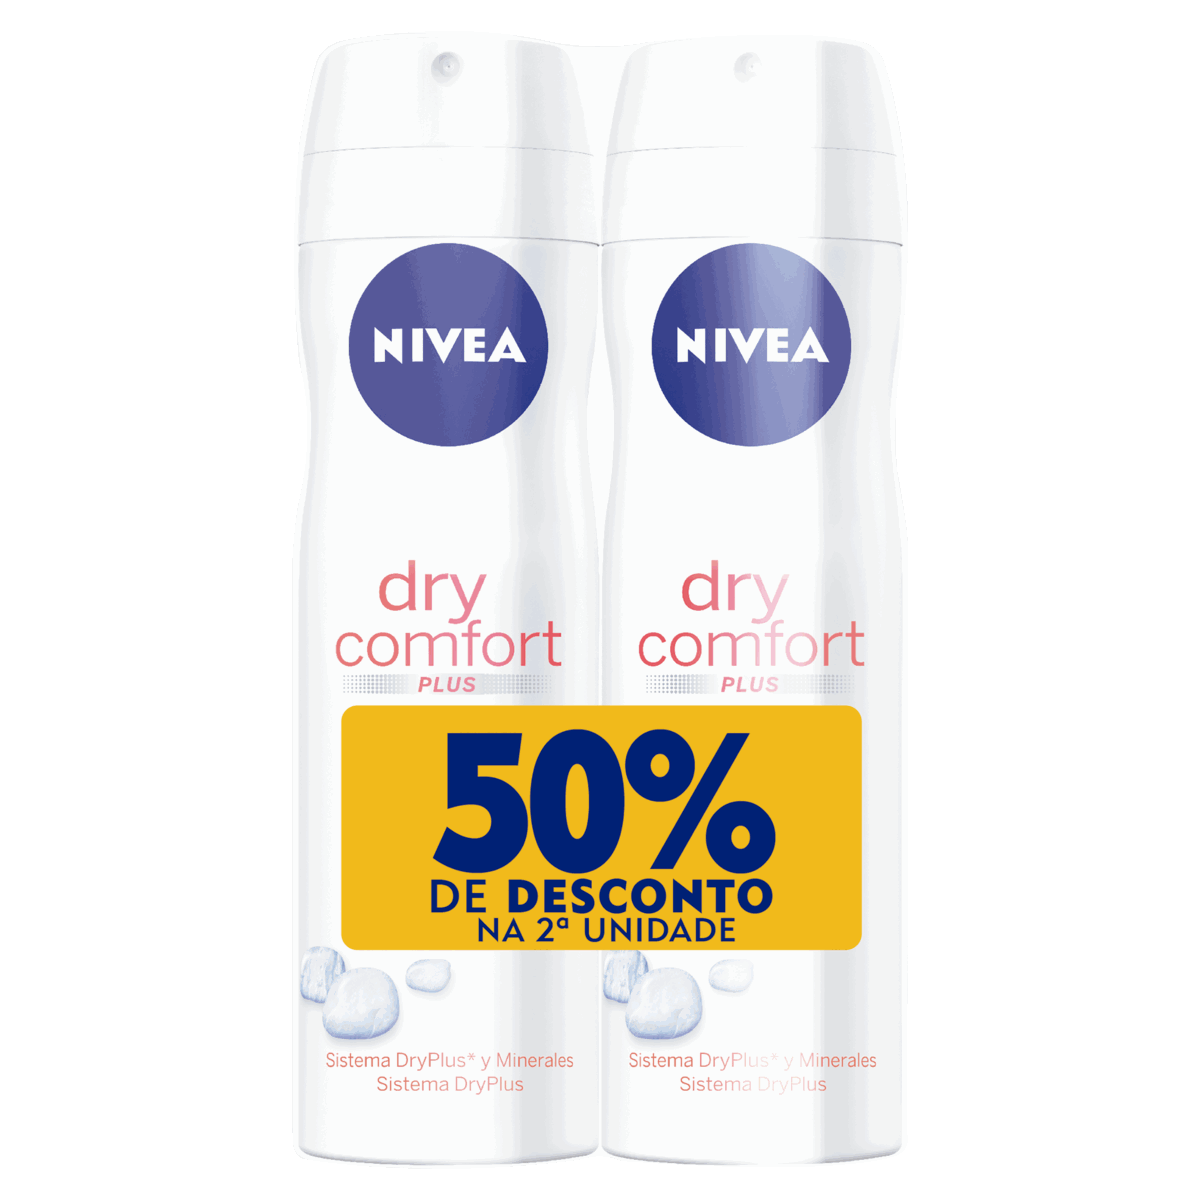 NIVEA
dry
comfort
PLUS
NIVEA
dry
comfort
PLUS
50%
DE DESCONTO
NA 2ª UNIDADE
Sistema DryPlus* y Minerales
Sistema DryPlus
Sistema DryPlus* y Minerales
Sistema DryPlus